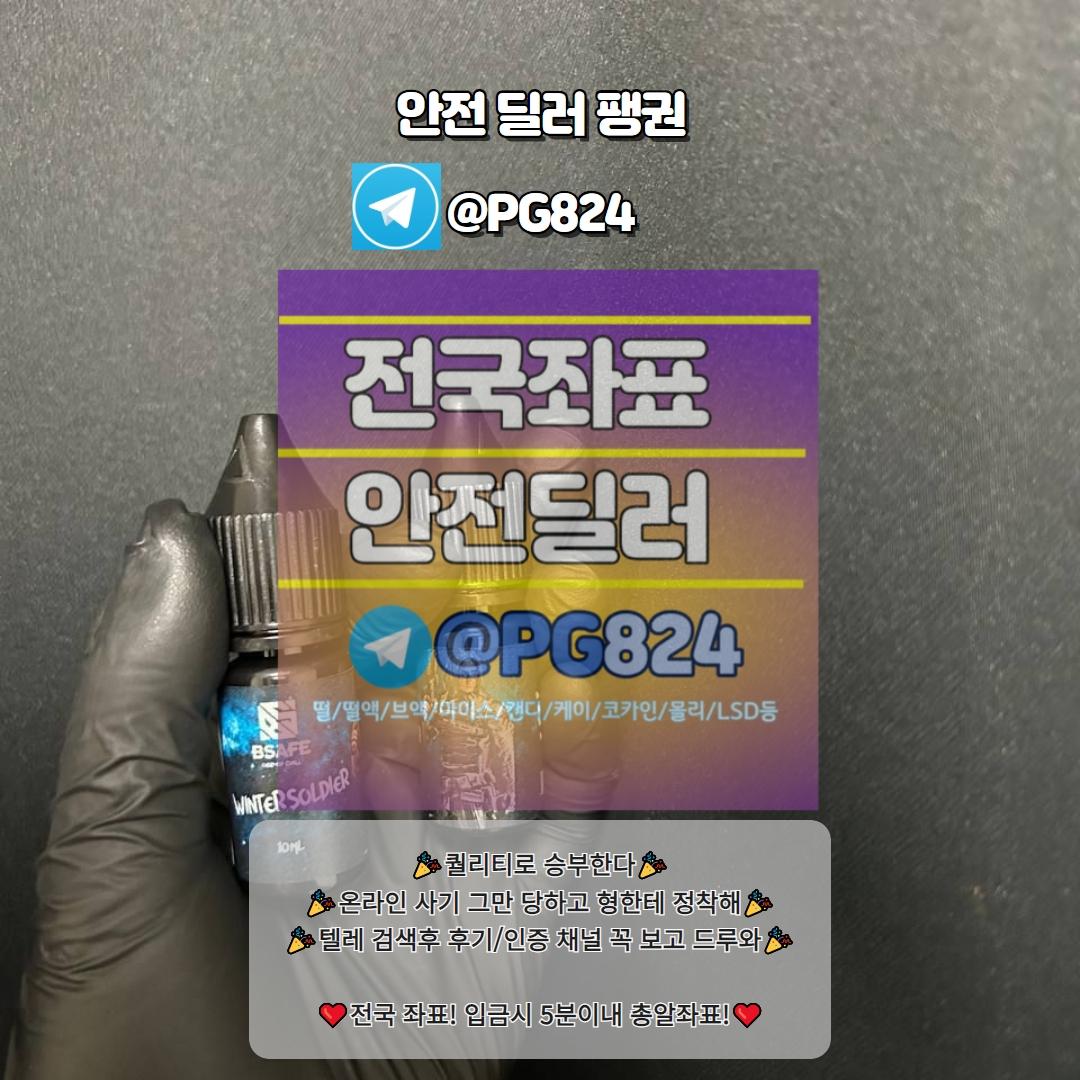 안전 딜러 팽권
@PG824
전국좌표
안전딜러
@PG824
떨/떨액/브액/아이스/캔디/케이/코카인/몰리/LSD등
BSAFE
WINTER SOLDIER
10ML
🎉퀄리티로 승부한다🎉
🎉온라인 사기 그만 당하고 형한테 정착해🎉
🎉텔레 검색후 후기/인증 채널 꼭 보고 드루와🎉
❤️전국 좌표! 입금시 5분이내 총알좌표!❤️